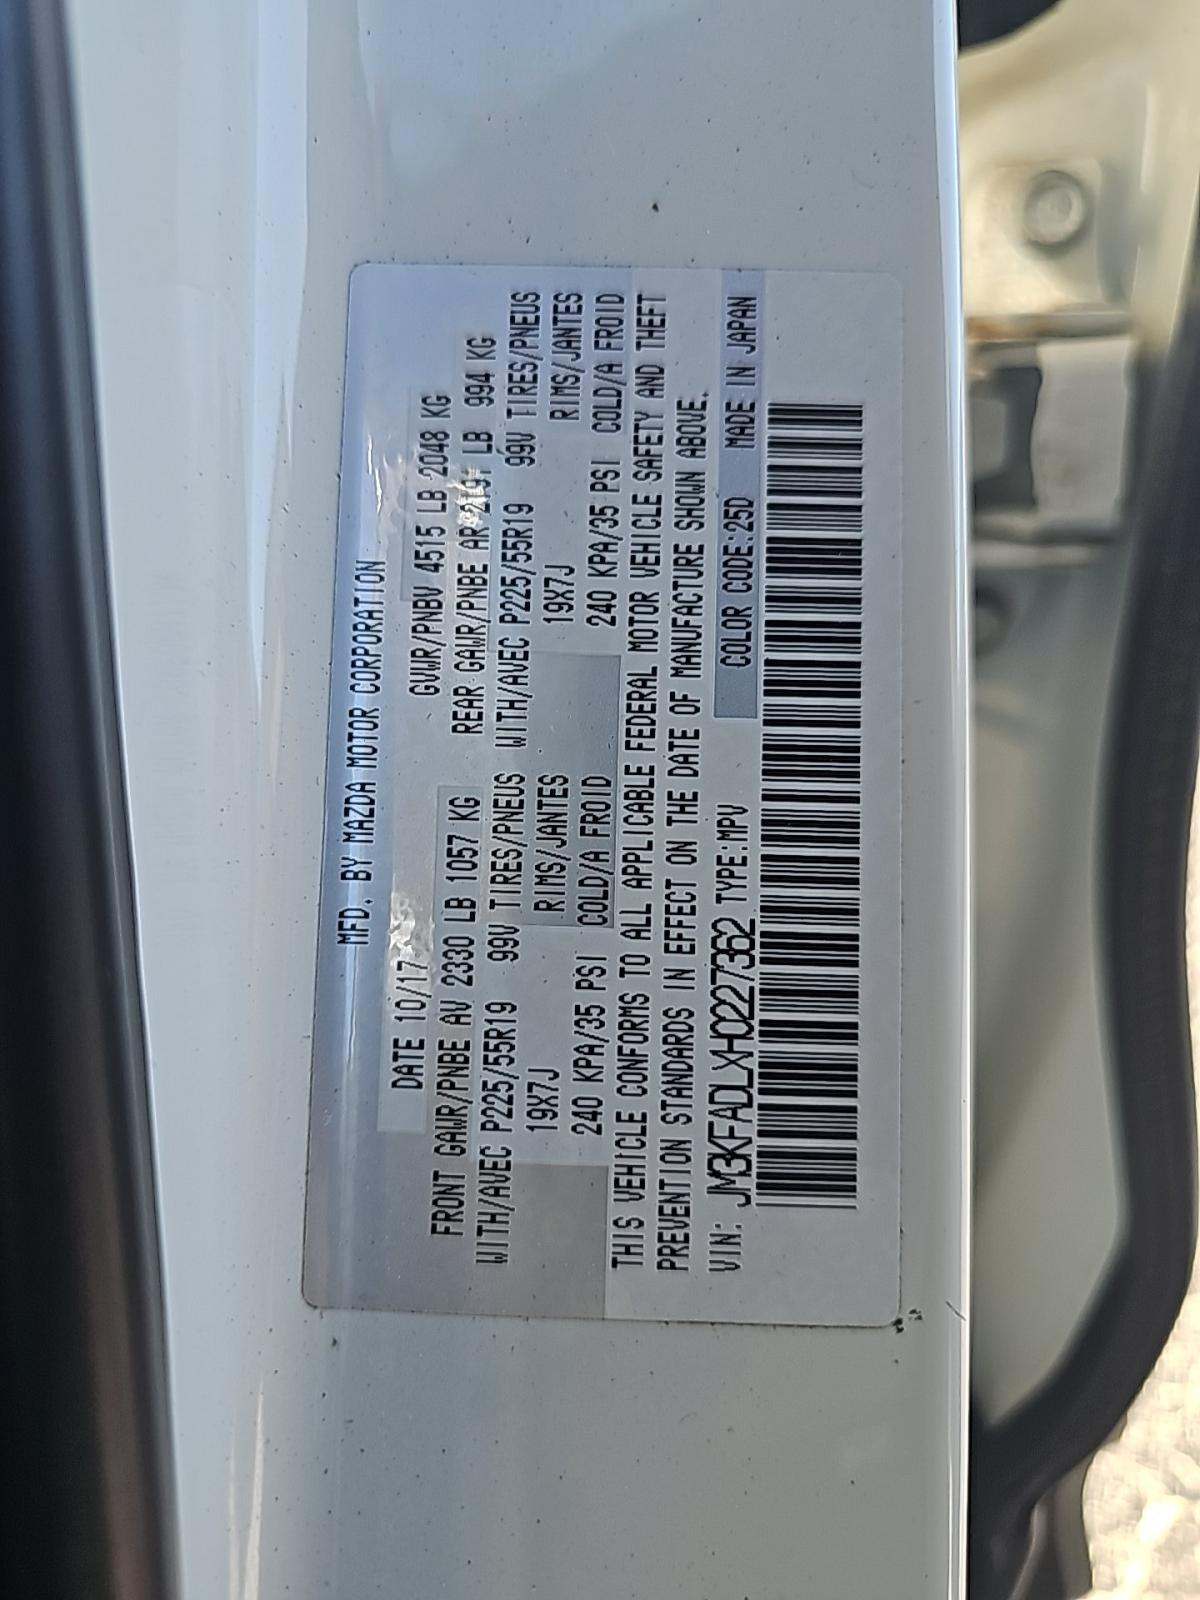 MFD. BY MAZDA MOTOR CORPORATION
DATE 10/17 GVWR/PNBV 4515 LB 2048 KG
FRONT GAWR/PNBE AV 2330 LB 1057 KG REAR GAWR/PNBE AR 2191 LB 994 KG
WITH/AVEC P225/55R19 99V TIRES/PNEUS WITH/AVEC P225/55R19 99V TIRES/PNEUS
19X7J RIMS/JANTES 19X7J RIMS/JANTES
240 KPA/35 PSI COLD/A FROID 240 KPA/35 PSI COLD/A FROID
THIS VEHICLE CONFORMS TO ALL APPLICABLE FEDERAL MOTOR VEHICLE SAFETY AND THEFT
PREVENTION STANDARDS IN EFFECT ON THE DATE OF MANUFACTURE SHOWN ABOVE.
VIN: JM3KFADLXH0227362 TYPE:MPV COLOR CODE:25D MADE IN JAPAN